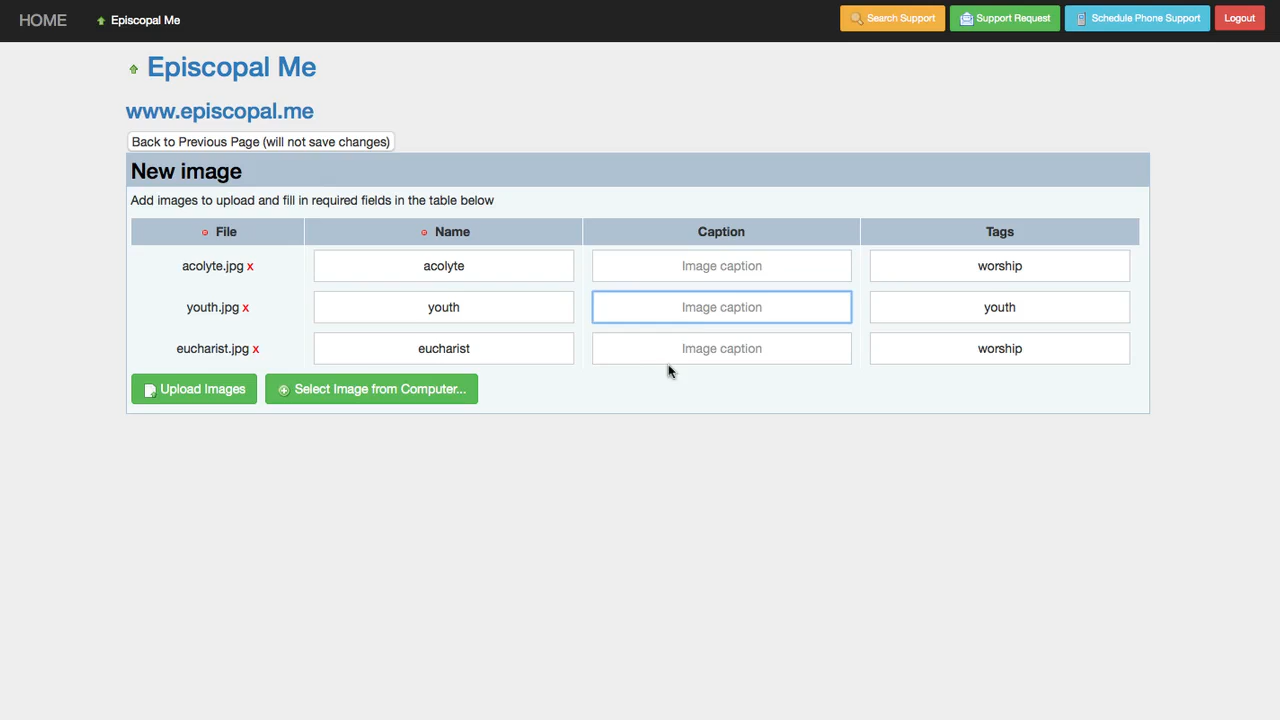 HOME Episcopal Me Search Support Support Request Schedule Phone Support Logout
Episcopal Me
www.episcopal.me
Back to Previous Page (will not save changes)
New image
Add images to upload and fill in required fields in the table below
File Name Caption Tags
acolyte.jpg x acolyte Image caption worship
youth.jpg x youth Image caption youth
eucharist.jpg x eucharist Image caption worship
Upload Images Select Image from Computer...